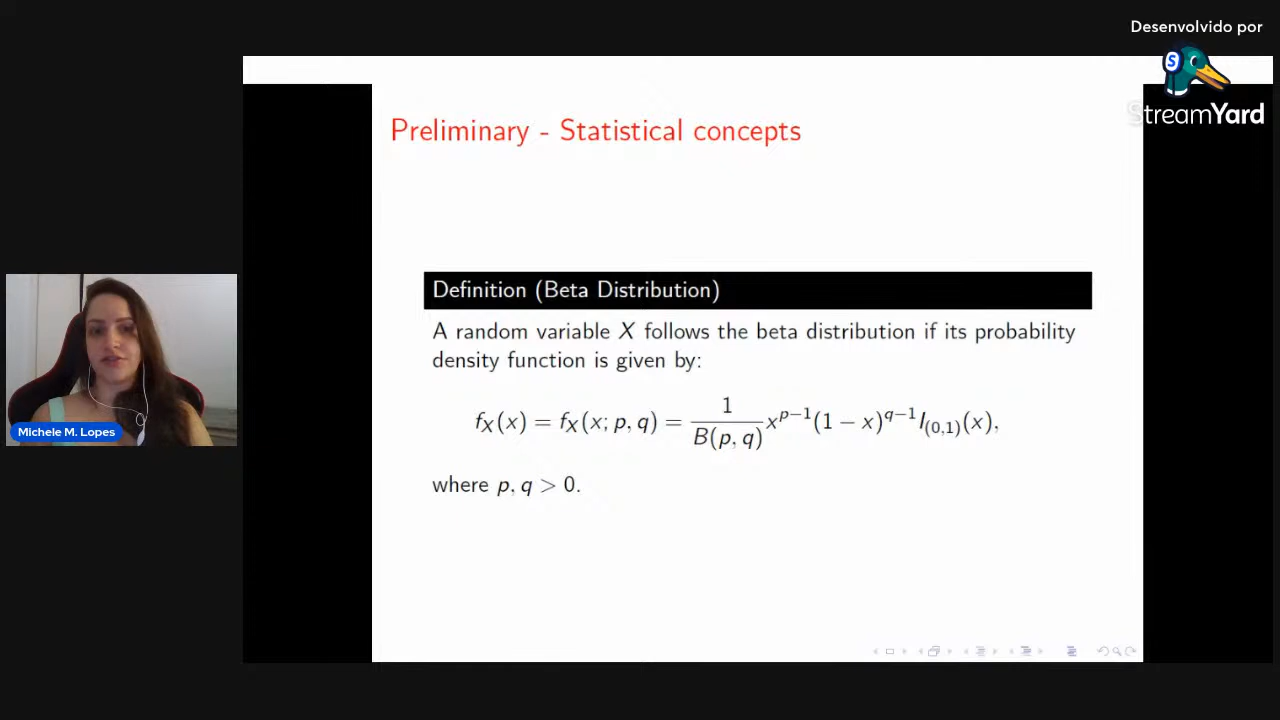 Desenvolvido por
S
StreamYard
Preliminary - Statistical concepts
Definition (Beta Distribution)
A random variable X follows the beta distribution if its probability
density function is given by:
f_X(x) = f_X(x; p, q) = \frac{1}{B(p, q)} x^{p-1}(1 - x)^{q-1} I_{(0,1)}(x),
where p, q > 0.
Michele M. Lopes